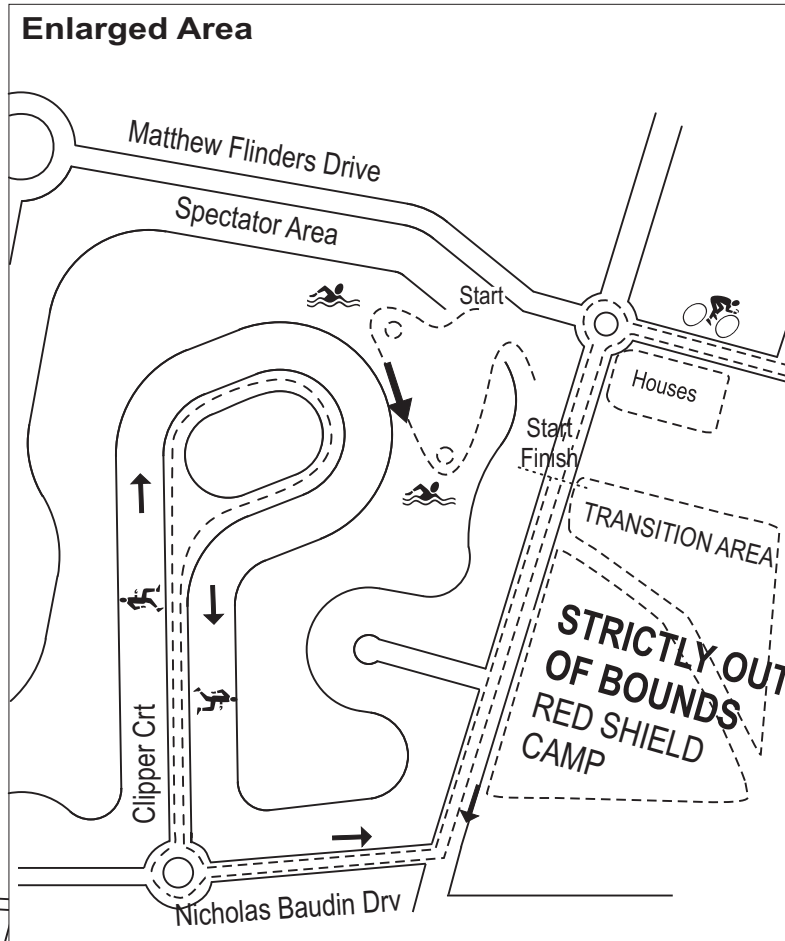 Enlarged Area
Matthew Flinders Drive
Spectator Area
Start
Houses
Start
Finish
TRANSITION AREA
STRICTLY OUT
OF BOUNDS
RED SHIELD
CAMP
Clipper Crt
Nicholas Baudin Drv